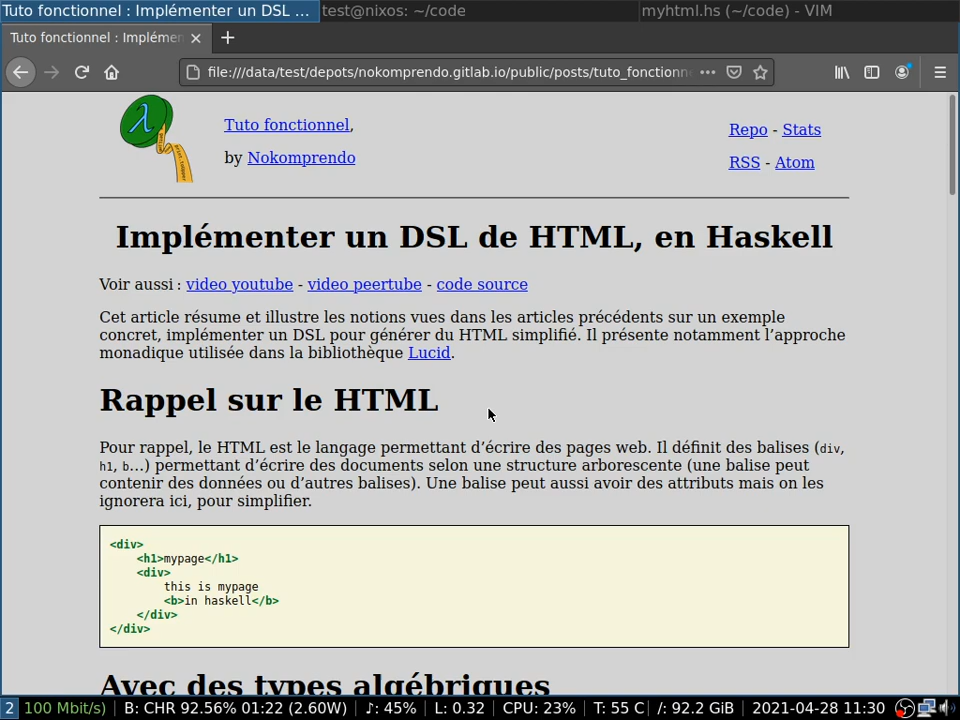 Tuto fonctionnel : Implémenter un DSL ... test@nixos: ~/code myhtml.hs (~/code) - VIM
Tuto fonctionnel : Implémen
file:///data/test/depots/nokomprendo.gitlab.io/public/posts/tuto_fonctionn
Tuto fonctionnel,
by Nokomprendo
Repo - Stats
RSS - Atom
Implémenter un DSL de HTML, en Haskell
Voir aussi : video youtube - video peertube - code source
Cet article résume et illustre les notions vues dans les articles précédents sur un exemple
concret, implémenter un DSL pour générer du HTML simplifié. Il présente notamment l’approche
monadique utilisée dans la bibliothèque Lucid.
Rappel sur le HTML
Pour rappel, le HTML est le langage permettant d’écrire des pages web. Il définit des balises (div,
h1, b…) permettant d’écrire des documents selon une structure arborescente (une balise peut
contenir des données ou d’autres balises). Une balise peut aussi avoir des attributs mais on les
ignorera ici, pour simplifier.
<div>
    <h1>mypage</h1>
    <div>
        this is mypage
        <b>in haskell</b>
    </div>
</div>
Avec des types algébriques
2 100 Mbit/s) B: CHR 92.56% 01:22 (2.60W) ♪: 45% L: 0.32 CPU: 23% T: 55 C /: 92.2 GiB 2021-04-28 11:30